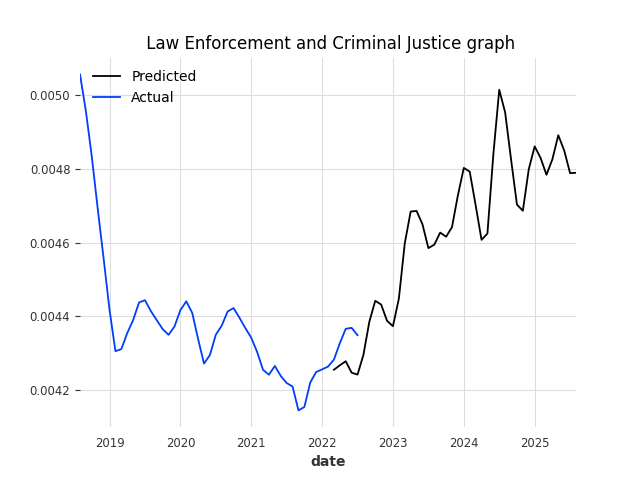 Law Enforcement and Criminal Justice graph
Predicted
Actual
0.0050
0.0048
0.0046
0.0044
0.0042
2019 2020 2021 2022 2023 2024 2025
date